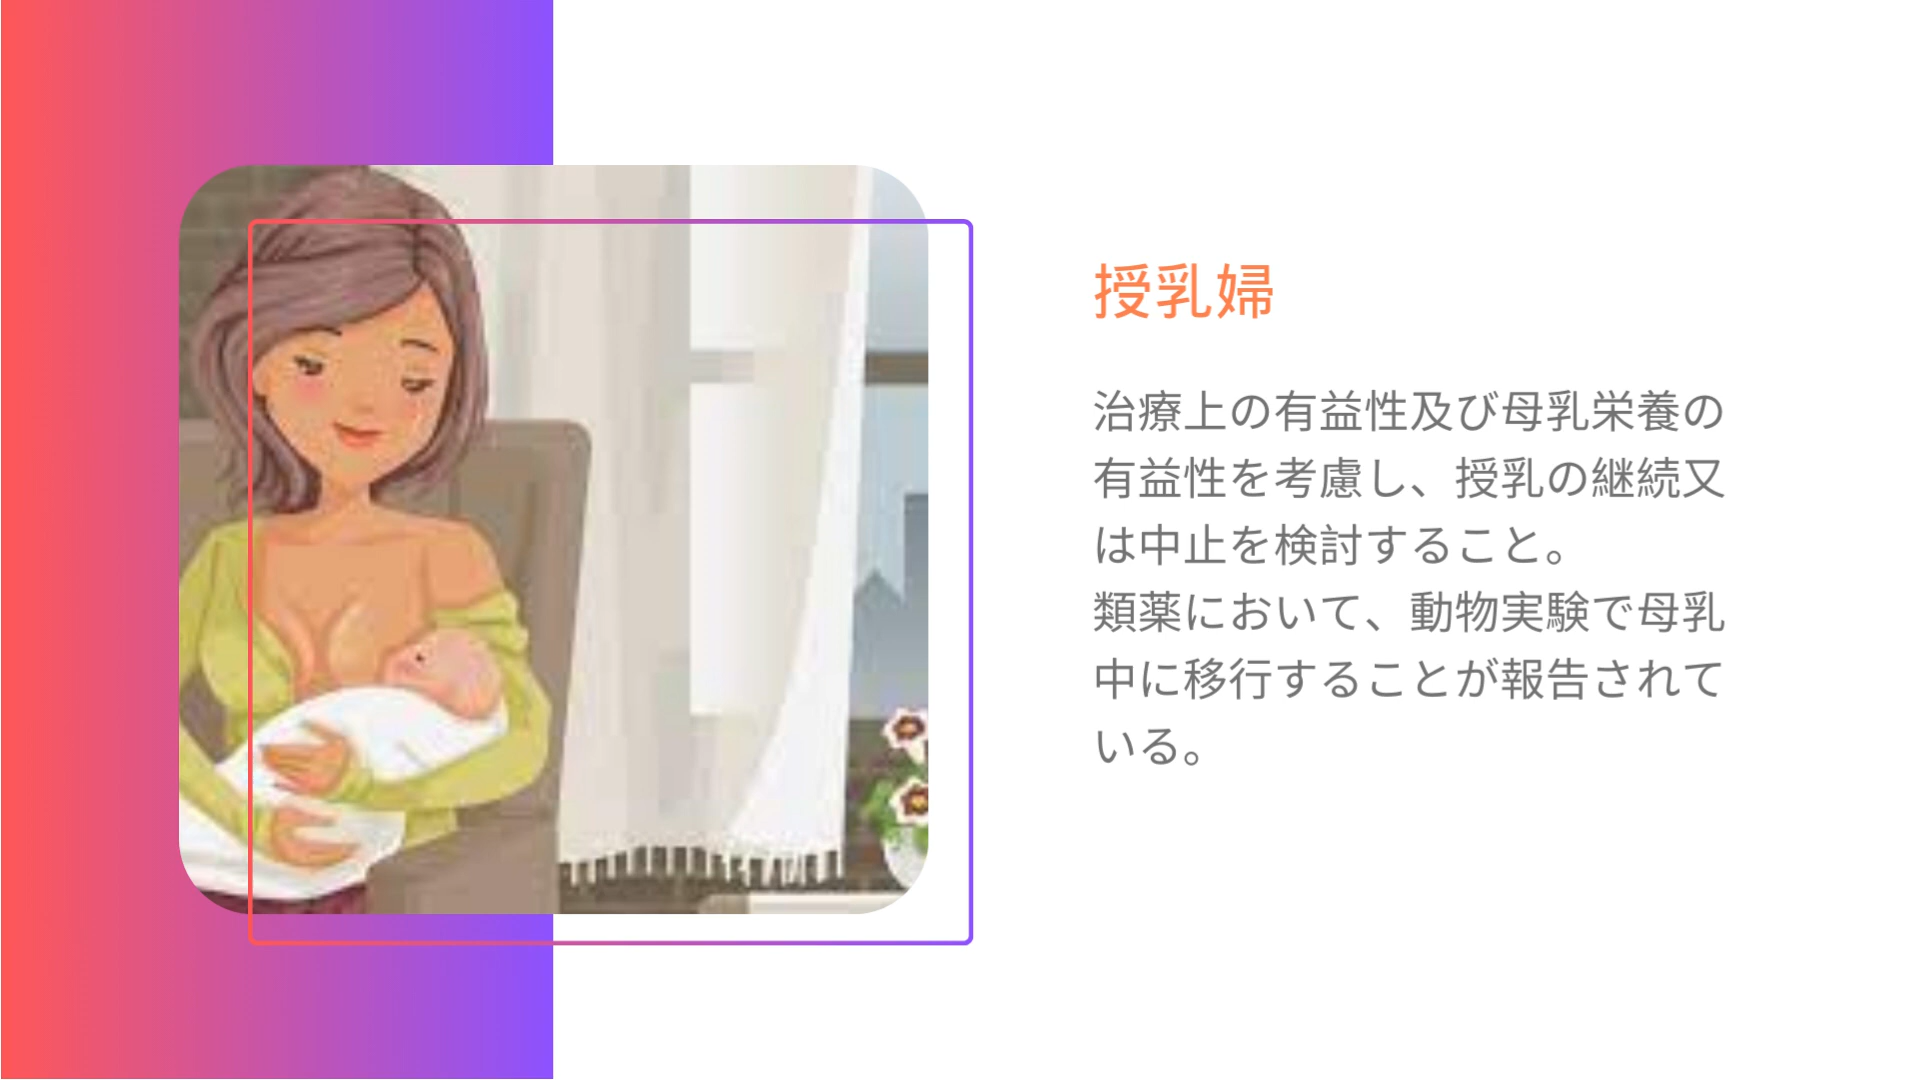 授乳婦
治療上の有益性及び母乳栄養の
有益性を考慮し、授乳の継続又
は中止を検討すること。
類薬において、動物実験で母乳
中に移行することが報告されて
いる。